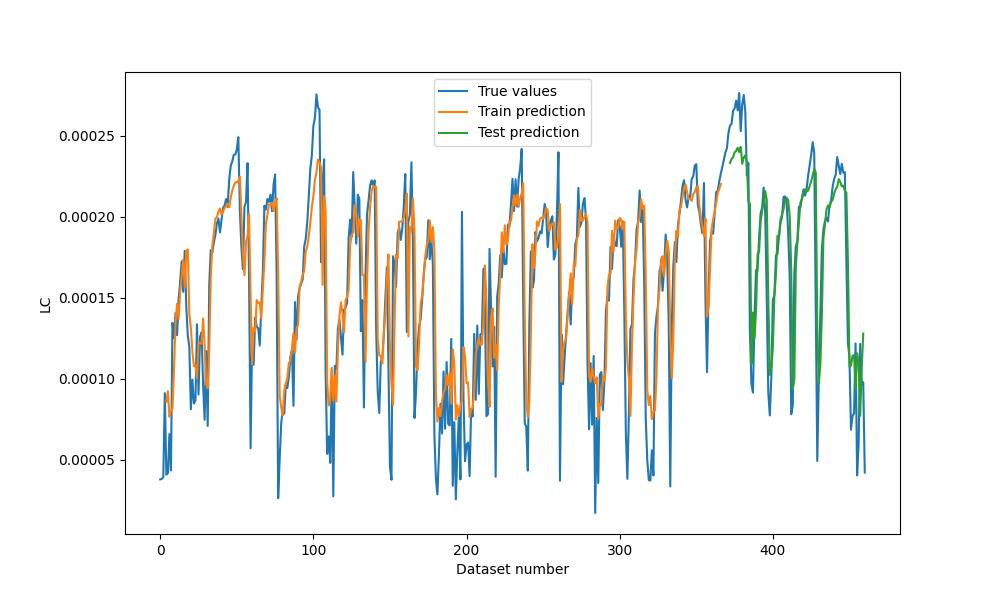 True values
Train prediction
Test prediction
0.00025
0.00020
0.00015
0.00010
0.00005
LC
0 100 200 300 400
Dataset number